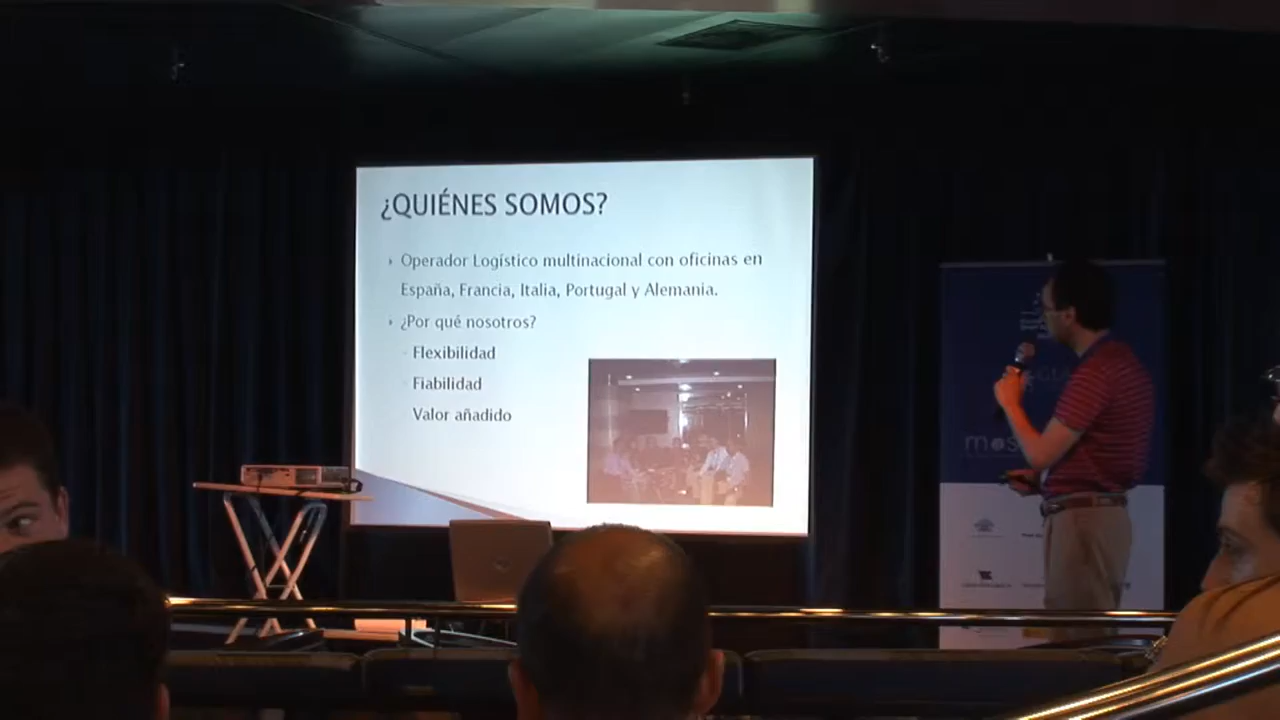 ¿QUIÉNES SOMOS?
Operador Logístico multinacional con oficinas en
España, Francia, Italia, Portugal y Alemania.
¿Por qué nosotros?
Flexibilidad
Fiabilidad
Valor añadido